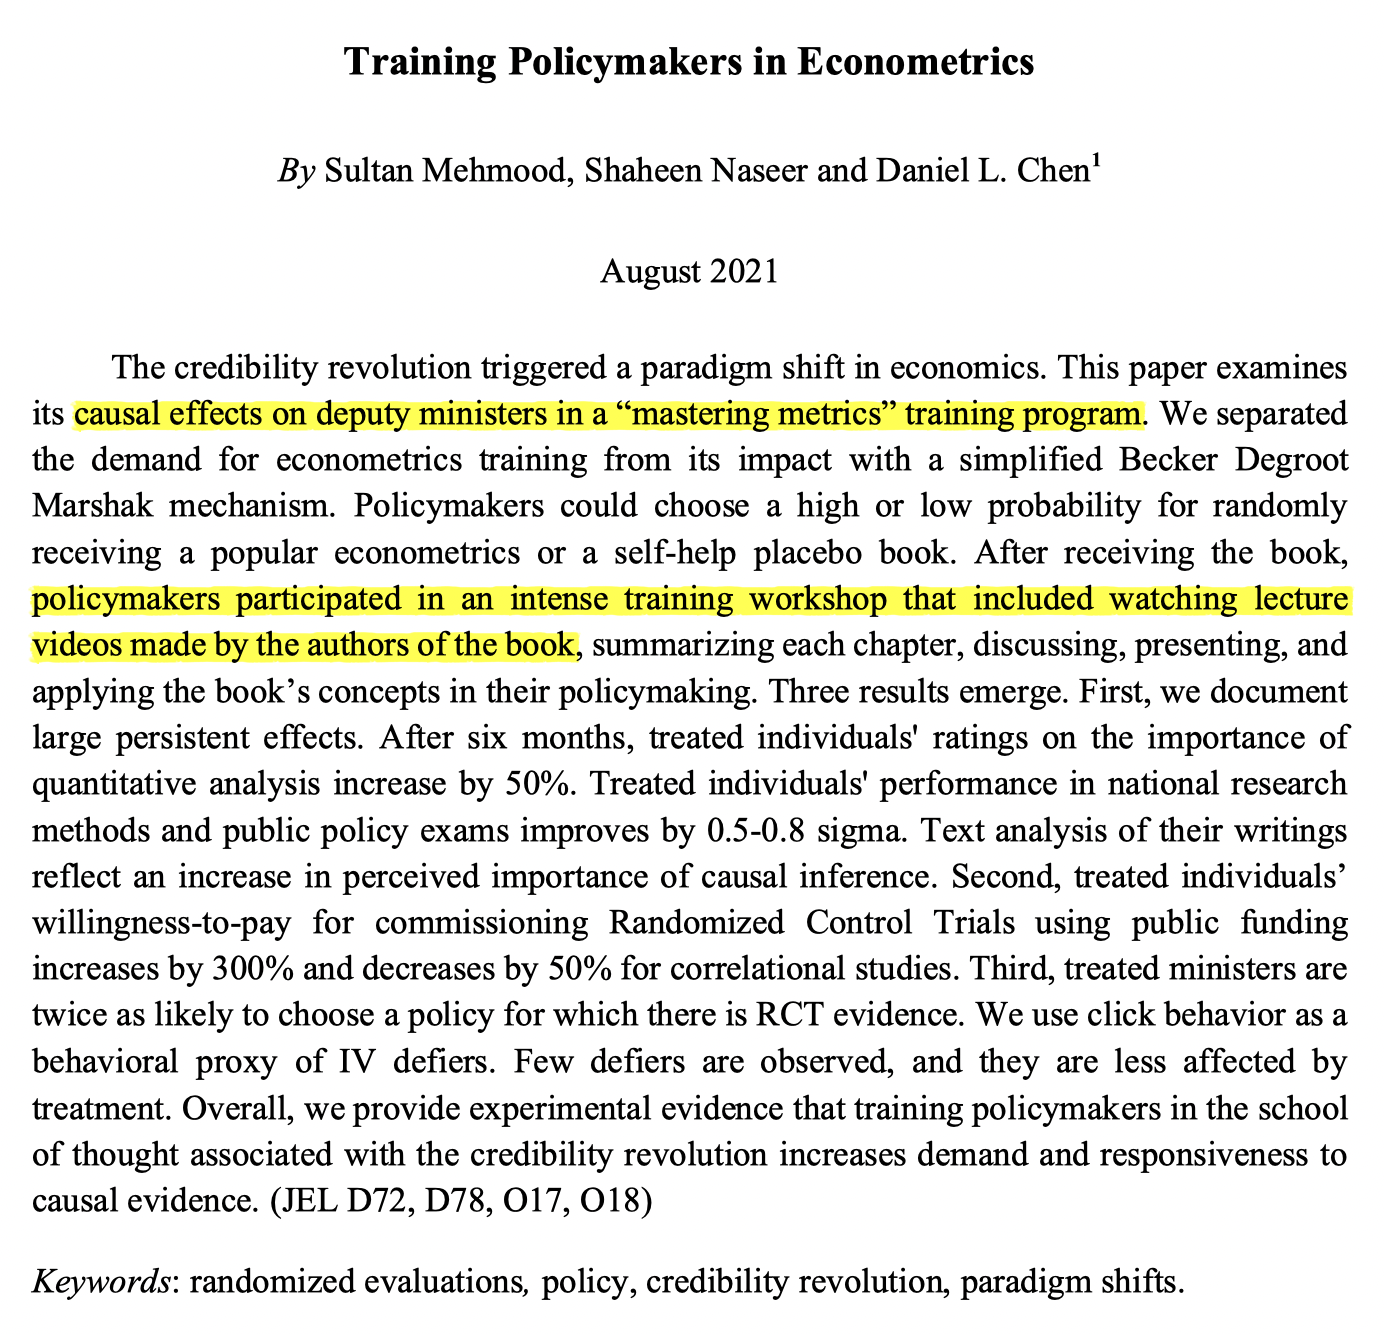 Training Policymakers in Econometrics
By Sultan Mehmood, Shaheen Naseer and Daniel L. Chen¹
August 2021
The credibility revolution triggered a paradigm shift in economics. This paper examines
its causal effects on deputy ministers in a “mastering metrics” training program. We separated
the demand for econometrics training from its impact with a simplified Becker Degroot
Marshak mechanism. Policymakers could choose a high or low probability for randomly
receiving a popular econometrics or a self-help placebo book. After receiving the book,
policymakers participated in an intense training workshop that included watching lecture
videos made by the authors of the book, summarizing each chapter, discussing, presenting, and
applying the book’s concepts in their policymaking. Three results emerge. First, we document
large persistent effects. After six months, treated individuals' ratings on the importance of
quantitative analysis increase by 50%. Treated individuals' performance in national research
methods and public policy exams improves by 0.5-0.8 sigma. Text analysis of their writings
reflect an increase in perceived importance of causal inference. Second, treated individuals’
willingness-to-pay for commissioning Randomized Control Trials using public funding
increases by 300% and decreases by 50% for correlational studies. Third, treated ministers are
twice as likely to choose a policy for which there is RCT evidence. We use click behavior as a
behavioral proxy of IV defiers. Few defiers are observed, and they are less affected by
treatment. Overall, we provide experimental evidence that training policymakers in the school
of thought associated with the credibility revolution increases demand and responsiveness to
causal evidence. (JEL D72, D78, O17, O18)
Keywords: randomized evaluations, policy, credibility revolution, paradigm shifts.